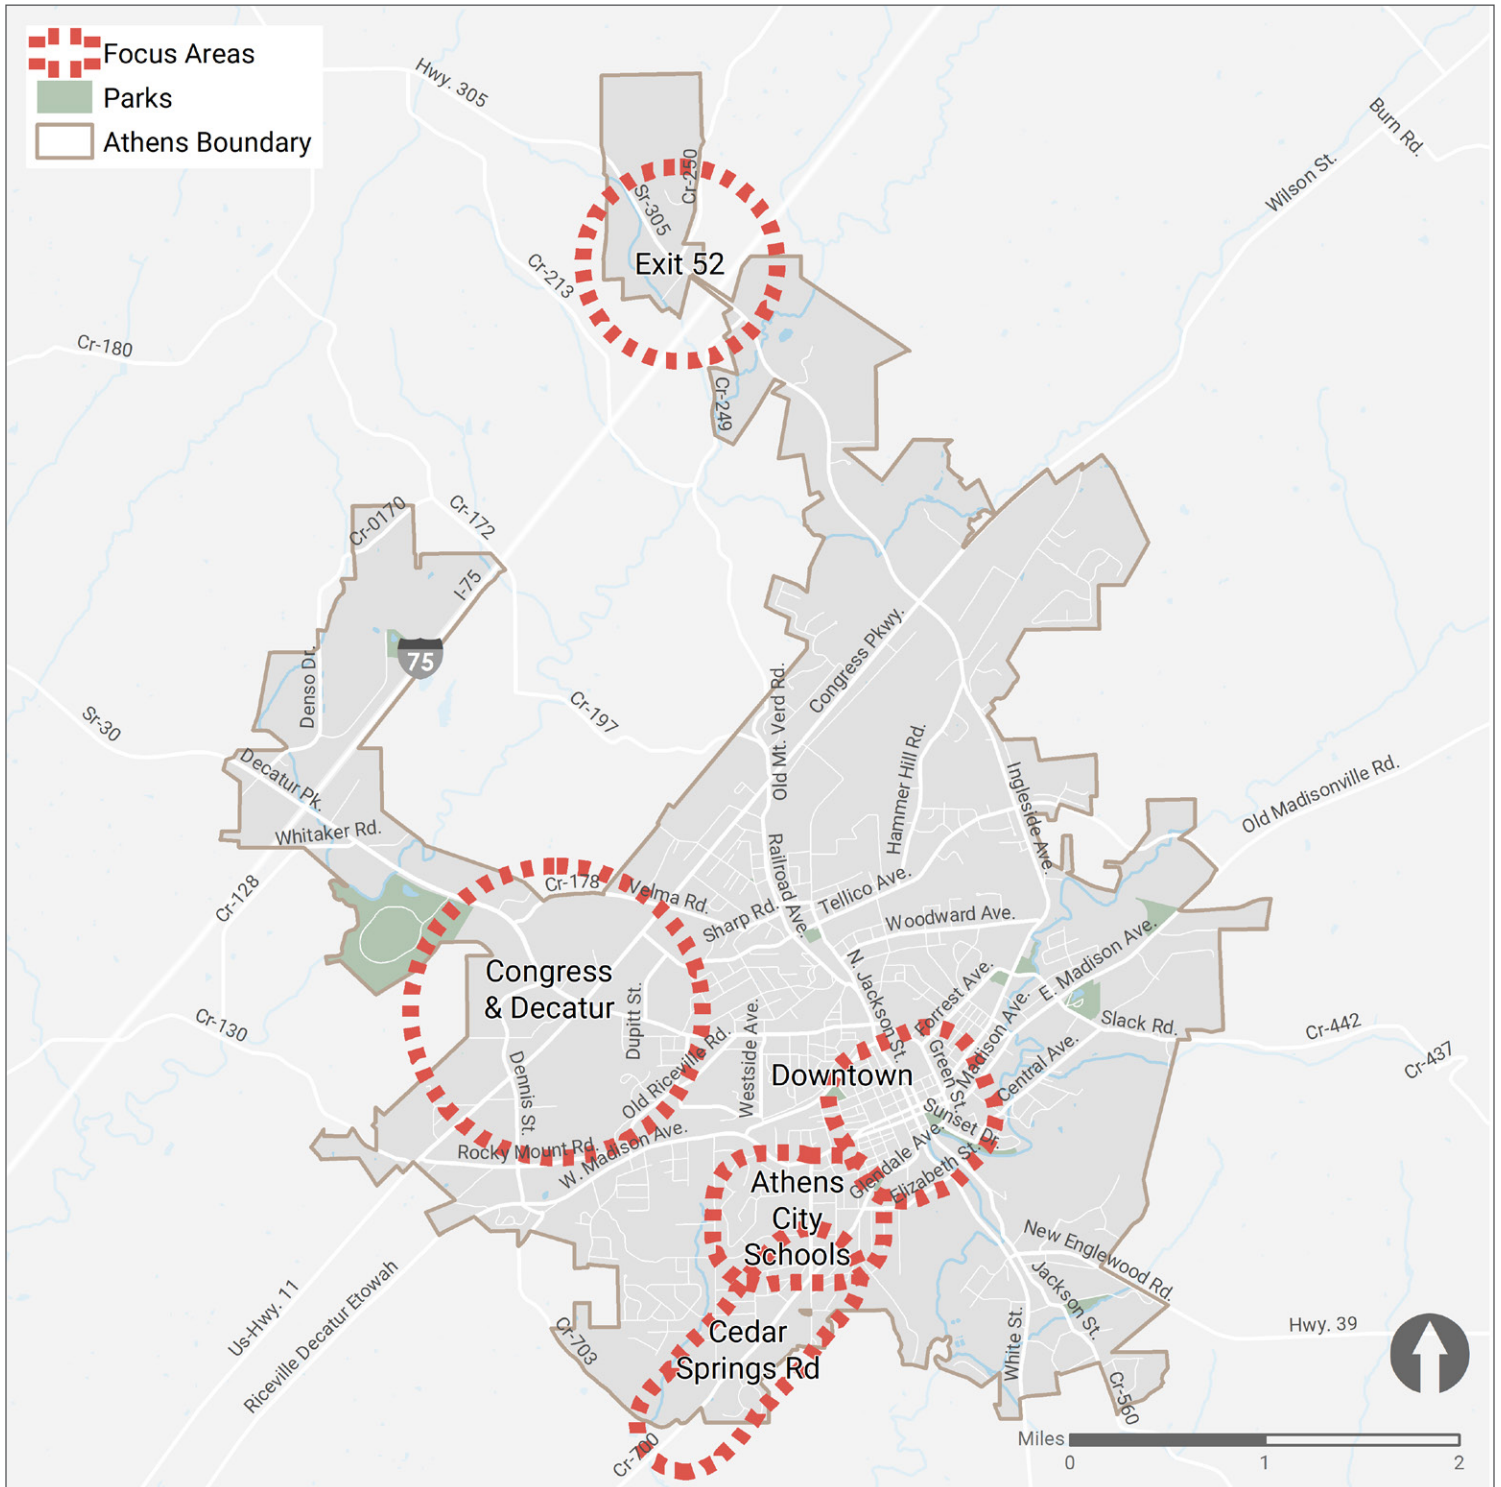 Focus Areas
Parks
Athens Boundary
Hwy. 305
Burn Rd.
Wilson St.
Cr-250
Sr-305
Exit 52
Cr-213
Cr-180
Cr-249
Cr-0170
Cr-172
I-75
75
Denso Dr.
Congress Pkwy.
Old Mt. Verd Rd.
Cr-197
Sr-30
Hammer Hill Rd.
Ingleside Ave.
Old Madisonville Rd.
Decatur Pk.
Whitaker Rd.
Railroad Ave.
Cr-128
Cr-178
Velma Rd.
Sharp Rd.
Tellico Ave.
Woodward Ave.
E. Madison Ave.
Congress
& Decatur
N. Jackson St.
Forrest Ave.
Dupitt St.
Madison Ave.
Slack Rd.
Cr-130
Cr-442
Cr-437
Old Riceville Rd.
Westside Ave.
Downtown
Green St.
Central Ave.
Dennis St.
Sunset Dr.
Rocky Mount Rd.
W. Madison Ave.
Glendale Ave.
Elizabeth St.
Athens
City
Schools
New Englewood Rd.
Jackson St.
Us-Hwy. 11
Riceville Decatur Etowah
Cr-703
Cedar
Springs Rd
White St.
Hwy. 39
Cr-560
Cr-700
Miles
0
1
2